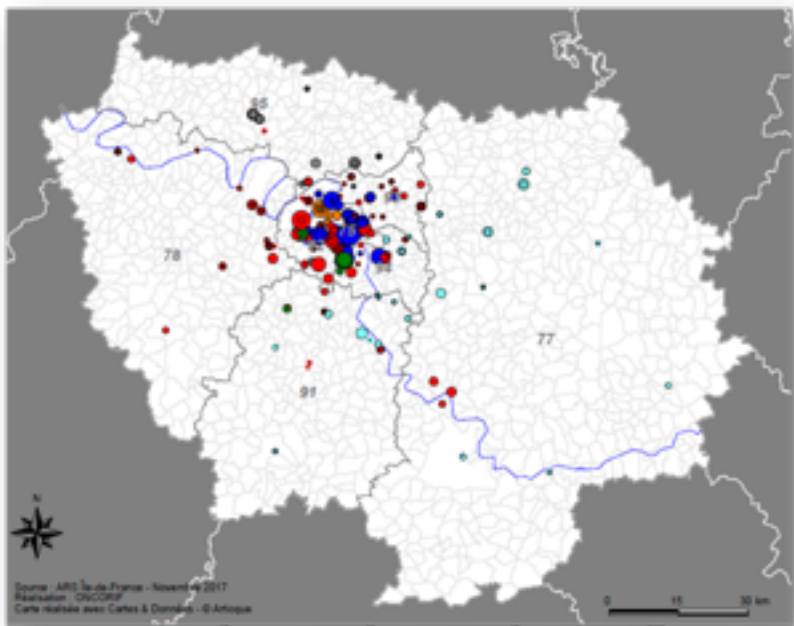 95
78
77
91
N
Source : ARS Île-de-France - Novembre 2017
Réalisation : ONCORIF
Carte réalisée avec Cartes & Données - © Artique
0 15 30 km